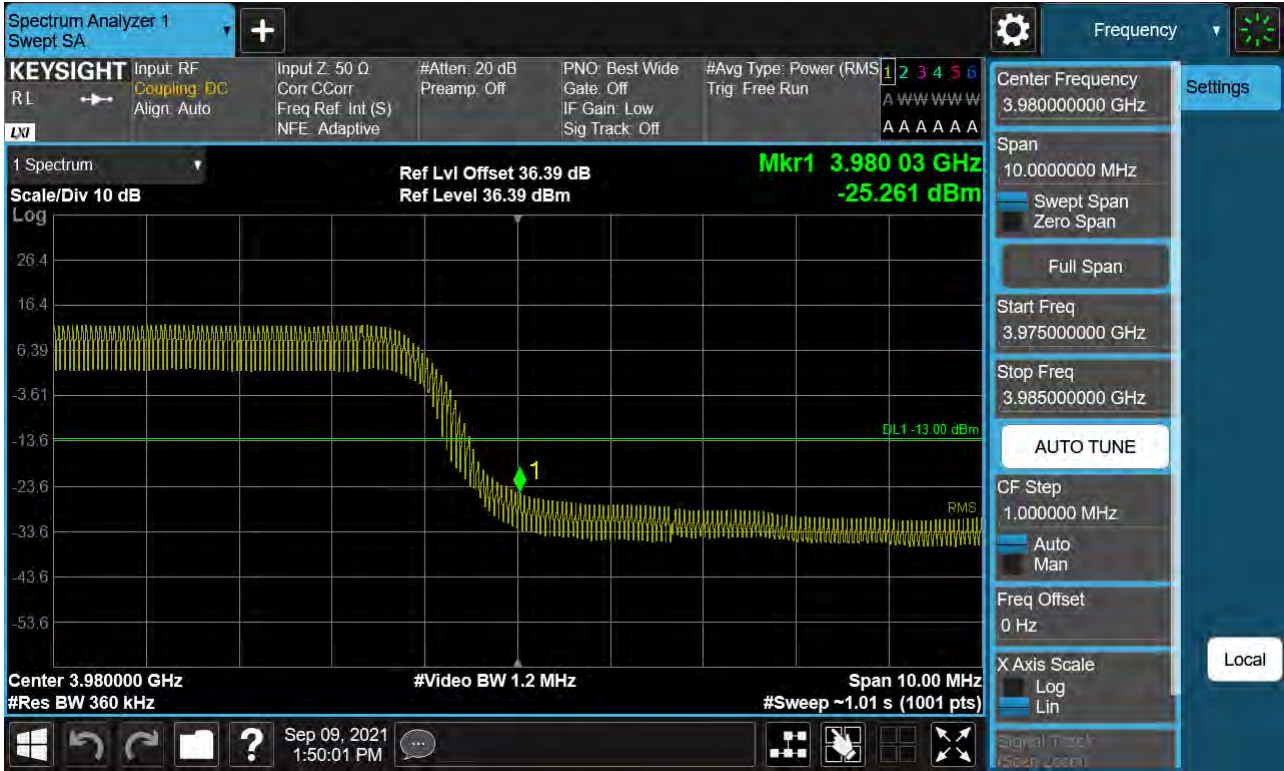 Spectrum Analyzer 1
Swept SA
+
Frequency
KEYSIGHT
RL
LXI
Input: RF
Coupling: DC
Align: Auto
Input Z: 50 Ω
Corr CCorr
Freq Ref: Int (S)
NFE: Adaptive
#Atten: 20 dB
Preamp: Off
PNO: Best Wide
Gate: Off
IF Gain: Low
Sig Track: Off
#Avg Type: Power (RMS
Trig: Free Run
1 2 3 4 5 6
A W W W W W
A A A A A A
1 Spectrum
Scale/Div 10 dB
Log
Ref Lvl Offset 36.39 dB
Ref Level 36.39 dBm
Mkr1 3.980 03 GHz
-25.261 dBm
26.4
16.4
6.39
-3.61
-13.6
-23.6
-33.6
-43.6
-53.6
DL1 -13.00 dBm
1
RMS
Center 3.980000 GHz
#Res BW 360 kHz
#Video BW 1.2 MHz
Span 10.00 MHz
#Sweep ~1.01 s (1001 pts)
Center Frequency
3.980000000 GHz
Span
10.0000000 MHz
Swept Span
Zero Span
Full Span
Start Freq
3.975000000 GHz
Stop Freq
3.985000000 GHz
AUTO TUNE
CF Step
1.000000 MHz
Auto
Man
Freq Offset
0 Hz
X Axis Scale
Log
Lin
Signal Track
(Span Zoom)
Settings
Local
?
Sep 09, 2021
1:50:01 PM